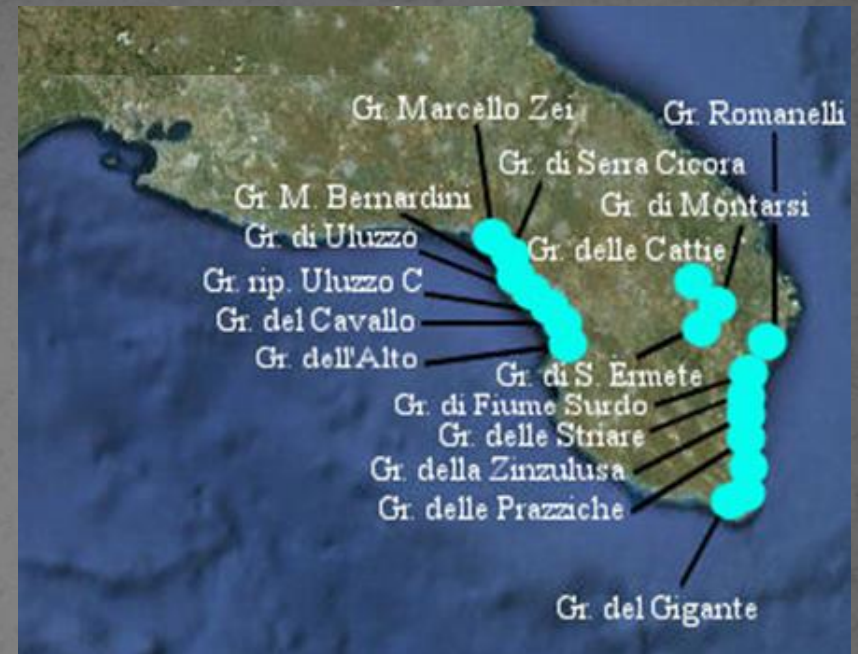 Gr. Marcello Zei
Gr. Romanelli
Gr. di Serra Cicora
Gr. M. Bernardini
Gr. di Montarsi
Gr. di Uluzzo
Gr. delle Cattie
Gr. rip. Uluzzo C
Gr. del Cavallo
Gr. dell'Alto
Gr. di S. Ermete
Gr. di Fiume Surdo
Gr. delle Striare
Gr. della Zinzulusa
Gr. delle Prazziche
Gr. del Gigante